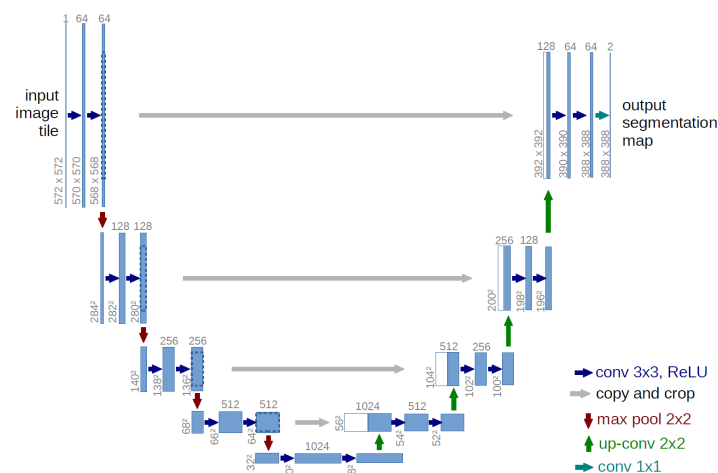 1 64 64
128 64 64 2
input
image
tile
output
segmentation
map
572 x 572
570 x 570
568 x 568
392 x 392
390 x 390
388 x 388
388 x 388
128 128
256 128
284²
282²
280²
200²
198²
196²
256 256
512 256
140²
138²
136²
104²
102²
100²
512 512
1024 512
68²
66²
64²
56²
54²
52²
1024
32²
conv 3x3, ReLU
copy and crop
max pool 2x2
up-conv 2x2
conv 1x1